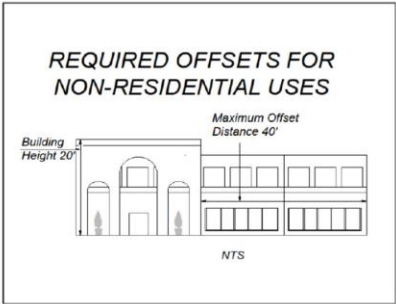 REQUIRED OFFSETS FOR
NON-RESIDENTIAL USES
Maximum Offset
Distance 40'
Building
Height 20'
NTS